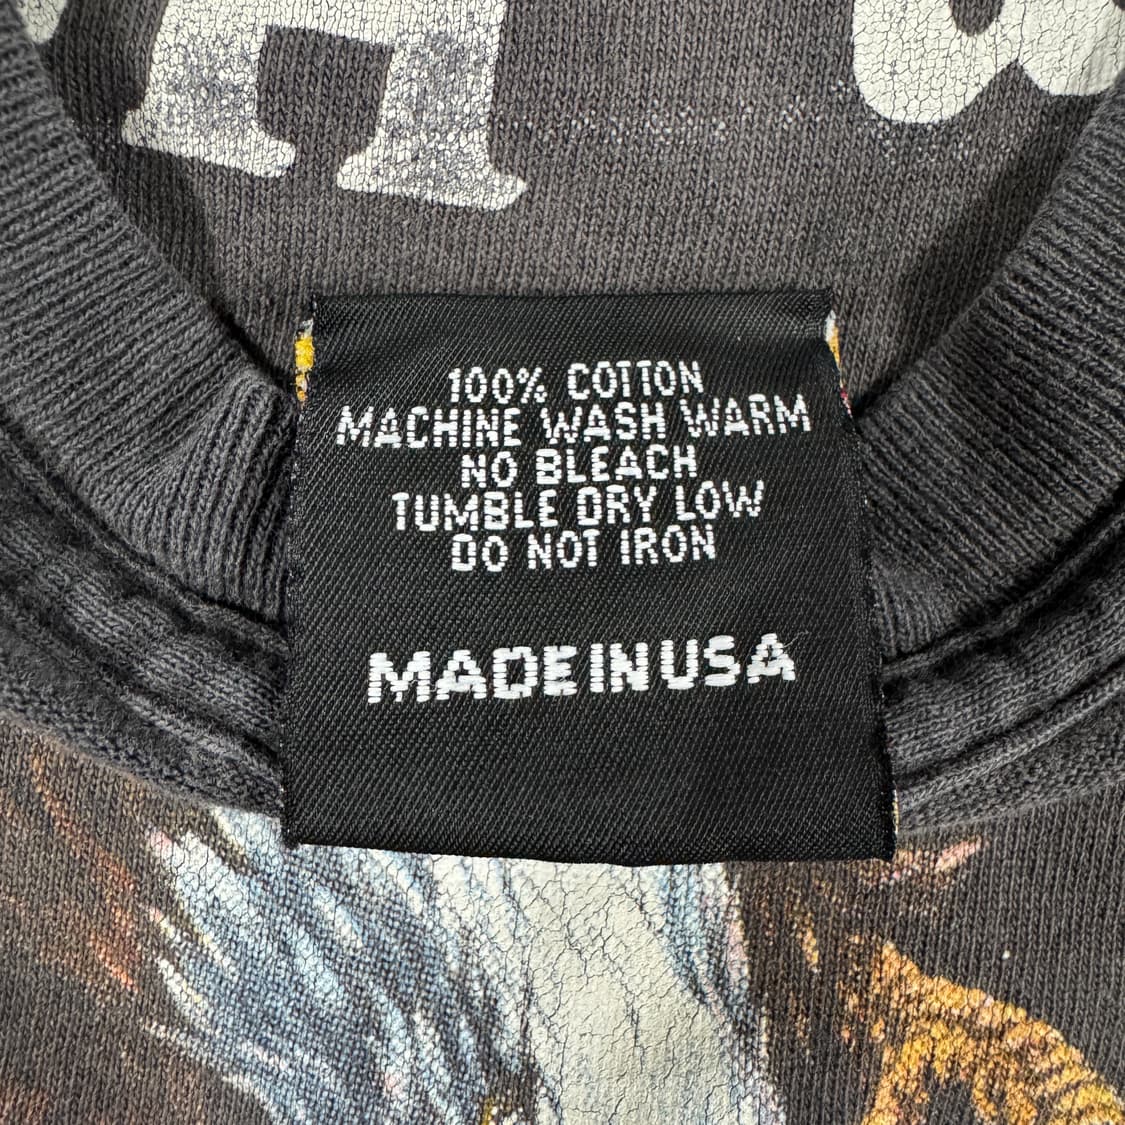 100% COTTON
MACHINE WASH WARM
NO BLEACH
TUMBLE DRY LOW
DO NOT IRON
MADE IN USA